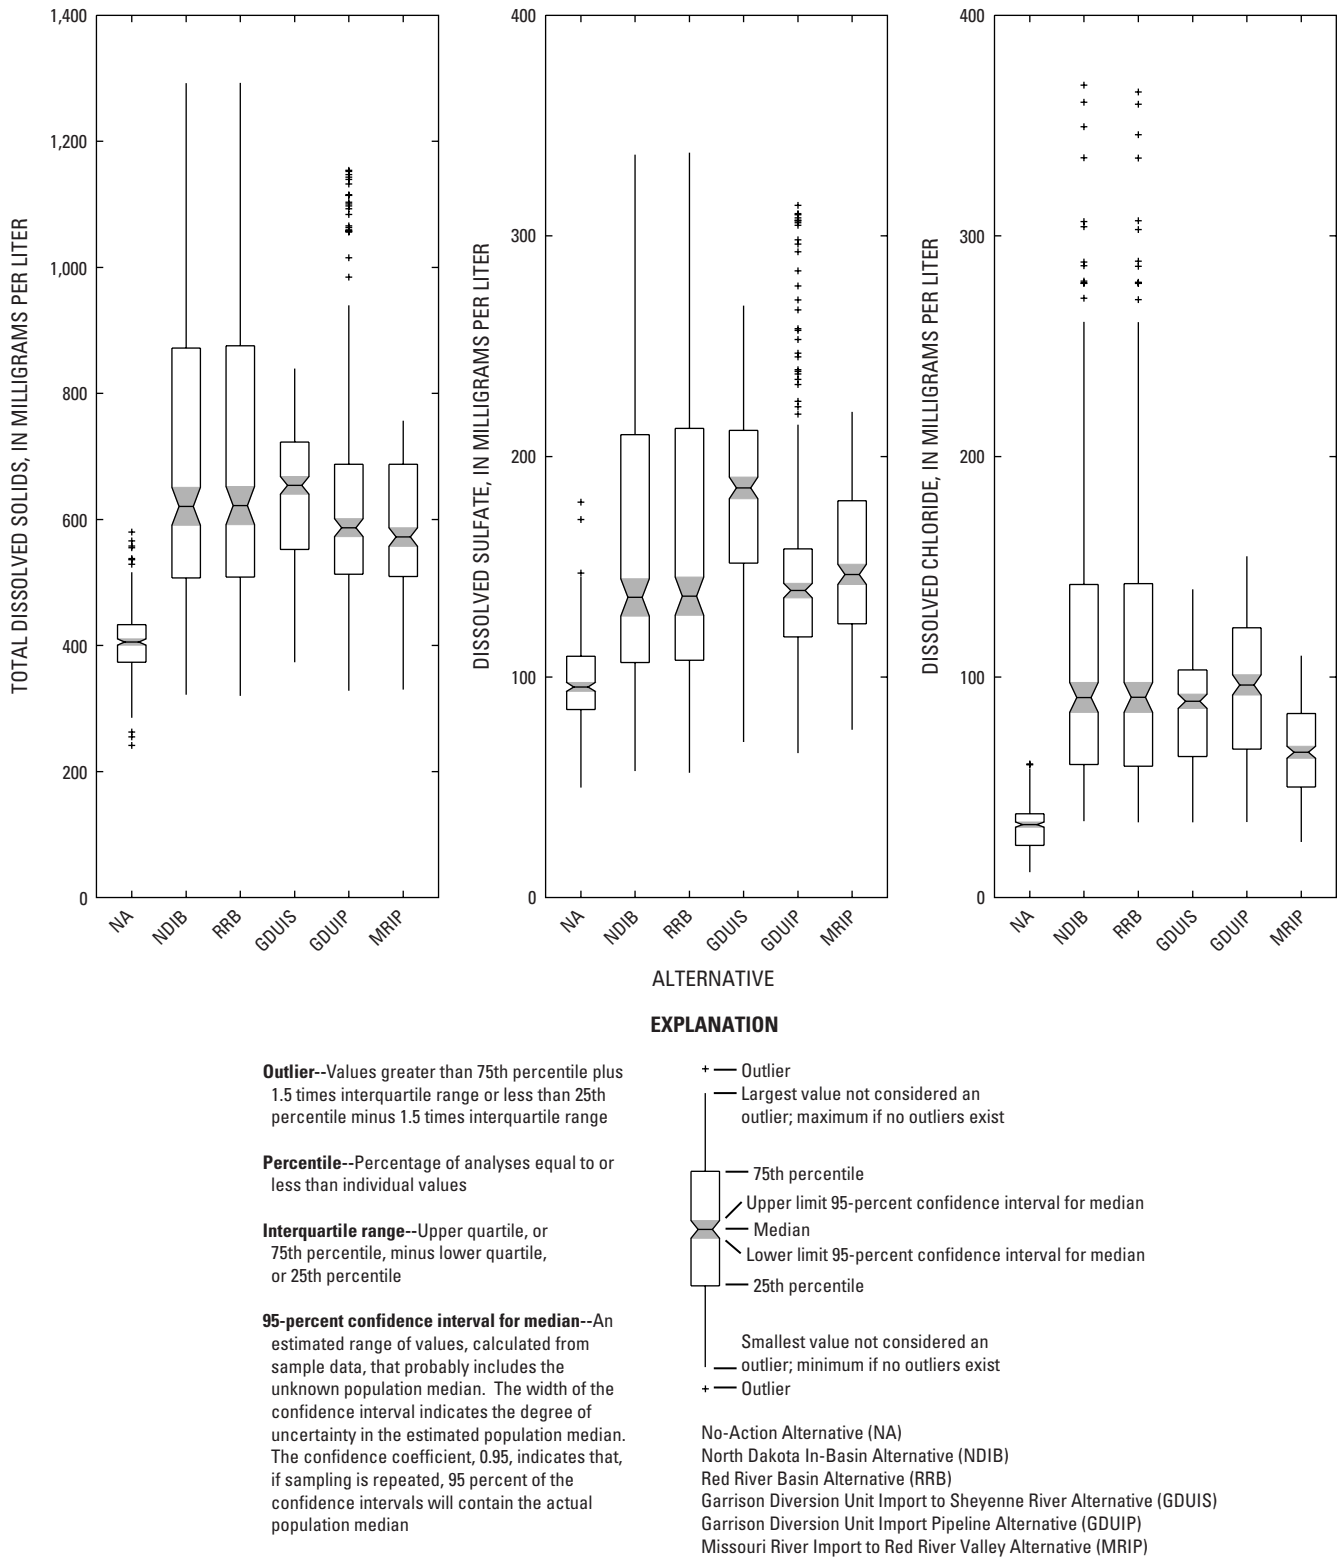 1,400
1,200
1,000
800
600
400
200
0
TOTAL DISSOLVED SOLIDS, IN MILLIGRAMS PER LITER
NA
NDIB
RRB
GDUIS
GDUIP
MRIP
400
300
200
100
0
DISSOLVED SULFATE, IN MILLIGRAMS PER LITER
NA
NDIB
RRB
GDUIS
GDUIP
MRIP
400
300
200
100
0
DISSOLVED CHLORIDE, IN MILLIGRAMS PER LITER
NA
NDIB
RRB
GDUIS
GDUIP
MRIP
ALTERNATIVE
EXPLANATION
Outlier--Values greater than 75th percentile plus
1.5 times interquartile range or less than 25th
percentile minus 1.5 times interquartile range
Percentile--Percentage of analyses equal to or
less than individual values
Interquartile range--Upper quartile, or
75th percentile, minus lower quartile,
or 25th percentile
95-percent confidence interval for median--An
estimated range of values, calculated from
sample data, that probably includes the
unknown population median. The width of the
confidence interval indicates the degree of
uncertainty in the estimated population median.
The confidence coefficient, 0.95, indicates that,
if sampling is repeated, 95 percent of the
confidence intervals will contain the actual
population median
Outlier
Largest value not considered an
outlier; maximum if no outliers exist
75th percentile
Upper limit 95-percent confidence interval for median
Median
Lower limit 95-percent confidence interval for median
25th percentile
Smallest value not considered an
outlier; minimum if no outliers exist
Outlier
No-Action Alternative (NA)
North Dakota In-Basin Alternative (NDIB)
Red River Basin Alternative (RRB)
Garrison Diversion Unit Import to Sheyenne River Alternative (GDUIS)
Garrison Diversion Unit Import Pipeline Alternative (GDUIP)
Missouri River Import to Red River Valley Alternative (MRIP)